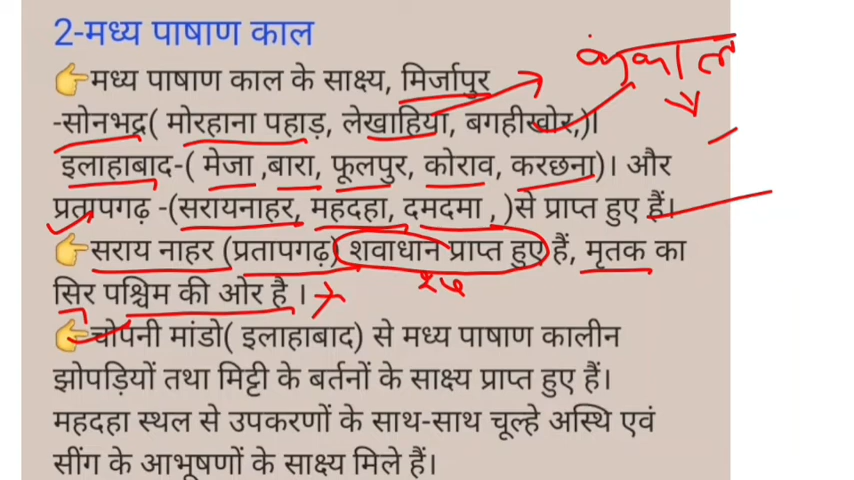 2-मध्य पाषाण काल
कंकाल
👉मध्य पाषाण काल के साक्ष्य, मिर्जापुर
-सोनभद्र( मोरहाना पहाड़, लेखाहिया, बगहीखोर,)।
इलाहाबाद-( मेजा ,बारा, फूलपुर, कोराव, करछना)। और
प्रतापगढ़ -(सरायनाहर, महदहा, दमदमा , )से प्राप्त हुए हैं।
👉सराय नाहर (प्रतापगढ़) शवाधान प्राप्त हुए हैं, मृतक का
सिर पश्चिम की ओर है ।
👉चोपनी मांडो( इलाहाबाद) से मध्य पाषाण कालीन
झोपड़ियों तथा मिट्टी के बर्तनों के साक्ष्य प्राप्त हुए हैं।
महदहा स्थल से उपकरणों के साथ-साथ चूल्हे अस्थि एवं
सींग के आभूषणों के साक्ष्य मिले हैं।